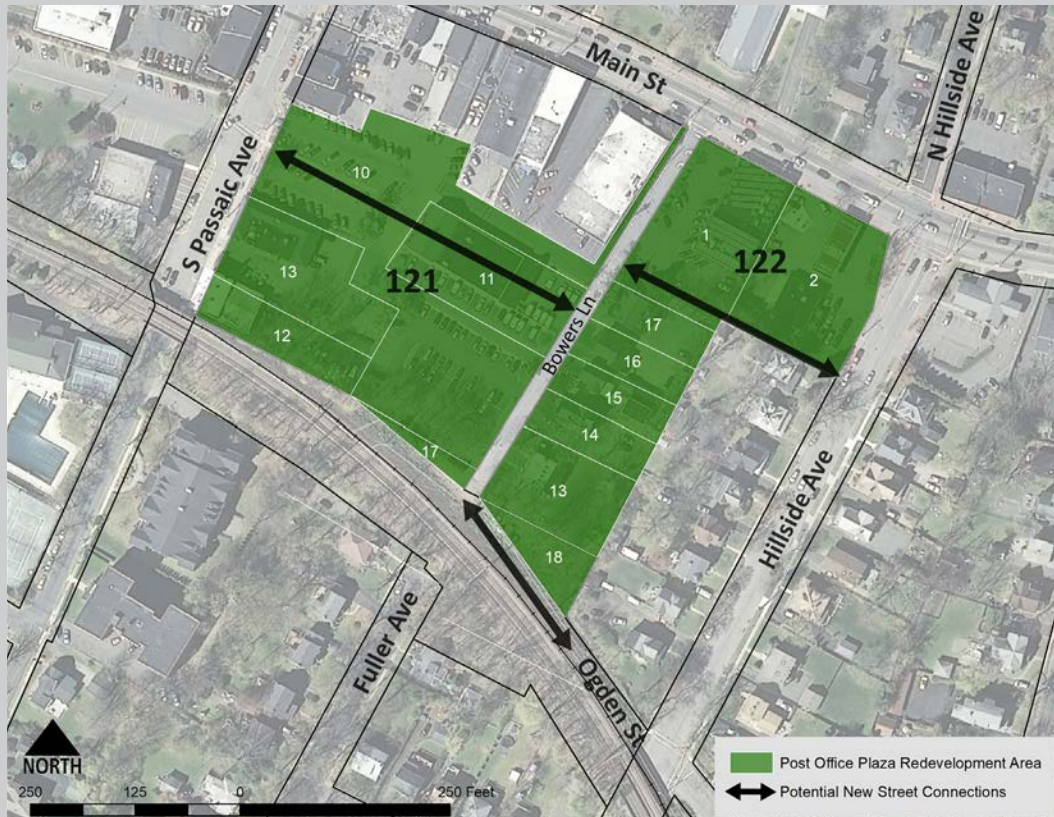 Main St
N Hillside Ave
S Passaic Ave
10
1
122
2
13
121
11
Bowers Ln
17
12
16
15
14
17
13
18
Hillside Ave
Fuller Ave
Ogden St
NORTH
250 125 0 250 Feet
Post Office Plaza Redevelopment Area
Potential New Street Connections